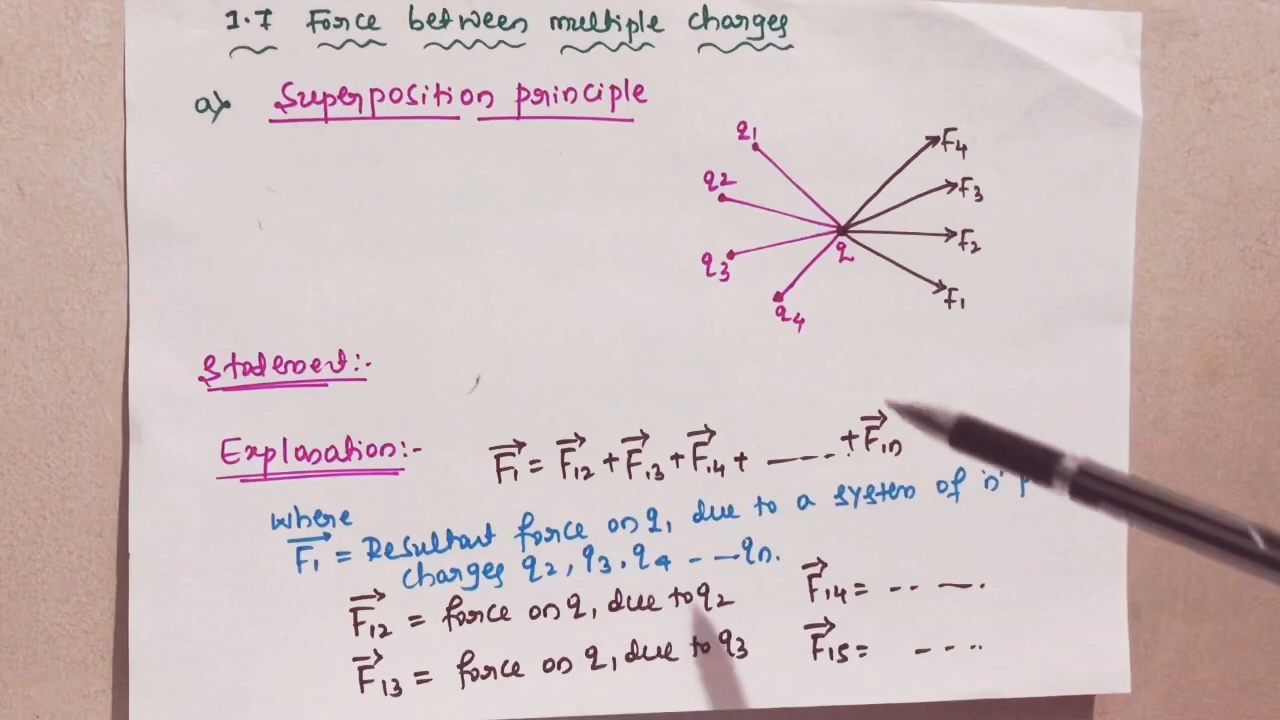 1.7 Force between multiple charges
a) Superposition principle
q1
q2
q3
q4
q
F4
F3
F2
F1
Statement:-
Explanation:-
F⃗1 = F⃗12 + F⃗13 + F⃗14 + ---- + F⃗1n
where
F⃗1 = Resultant force on q1 due to a system of 'n'
charges q2, q3, q4 - - - qn.
F⃗12 = force on q1 due to q2
F⃗14 = -- --.
F⃗13 = force on q1 due to q3
F⃗15 = ----